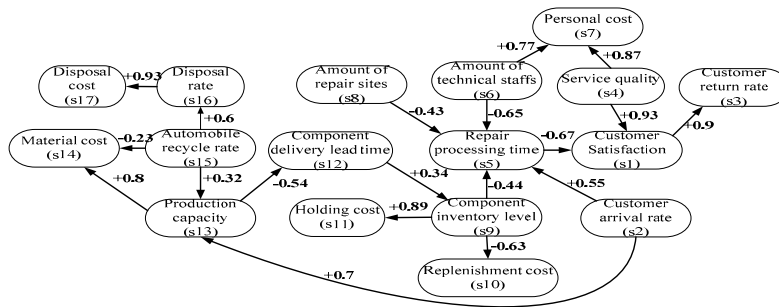 Personal cost
(s7)
+0.77
+0.87
Disposal
cost
(s17)
+0.93
Disposal
rate
(s16)
Amount of
repair sites
(s8)
Amount of
technical staffs
(s6)
Service quality
(s4)
Customer
return rate
(s3)
+0.6
-0.43
-0.65
+0.93
+0.9
Material cost
(s14)
-0.23
Automobile
recycle rate
(s15)
Component
delivery lead time
(s12)
Repair
processing time
(s5)
-0.67
Customer
Satisfaction
(s1)
+0.8
+0.32
-0.54
+0.34
-0.44
+0.55
Production
capacity
(s13)
Holding cost
(s11)
+0.89
Component
inventory level
(s9)
Customer
arrival rate
(s2)
-0.63
Replenishment cost
(s10)
+0.7